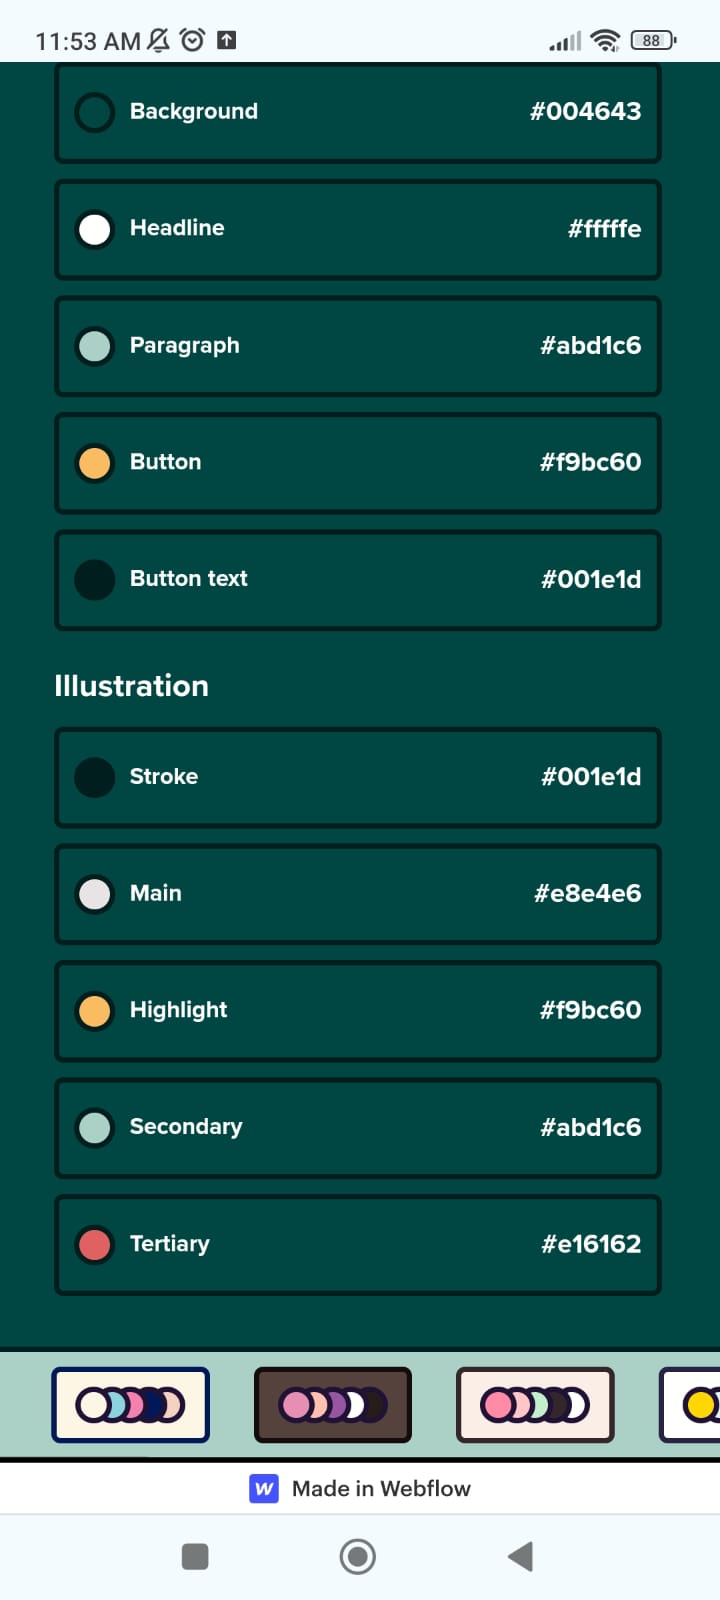 11:53 AM
88
Background #004643
Headline #fffffe
Paragraph #abd1c6
Button #f9bc60
Button text #001e1d
Illustration
Stroke #001e1d
Main #e8e4e6
Highlight #f9bc60
Secondary #abd1c6
Tertiary #e16162
Made in Webflow